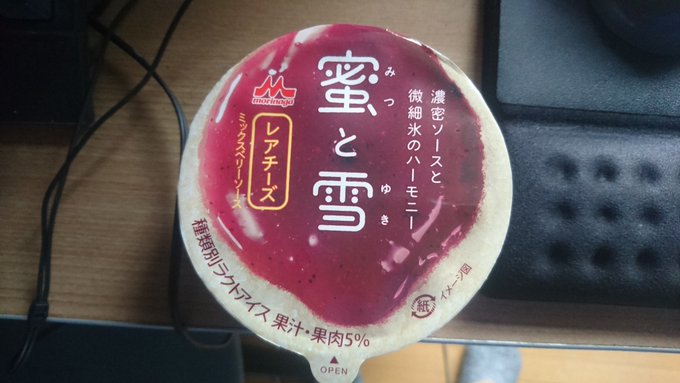 濃密ソースと
微細氷のハーモニー
蜜と雪
みつ
ゆき
morinaga
レアチーズ
ミックスベリーソース
種類別ラクトアイス 果汁・果肉5%
紙
イメージ図
OPEN